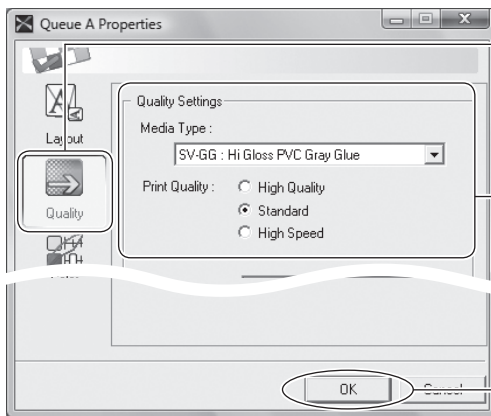 Queue A Properties
Layout
Quality
Quality Settings
Media Type :
SV-GG : Hi Gloss PVC Gray Glue
Print Quality :
High Quality
Standard
High Speed
OK
Cancel